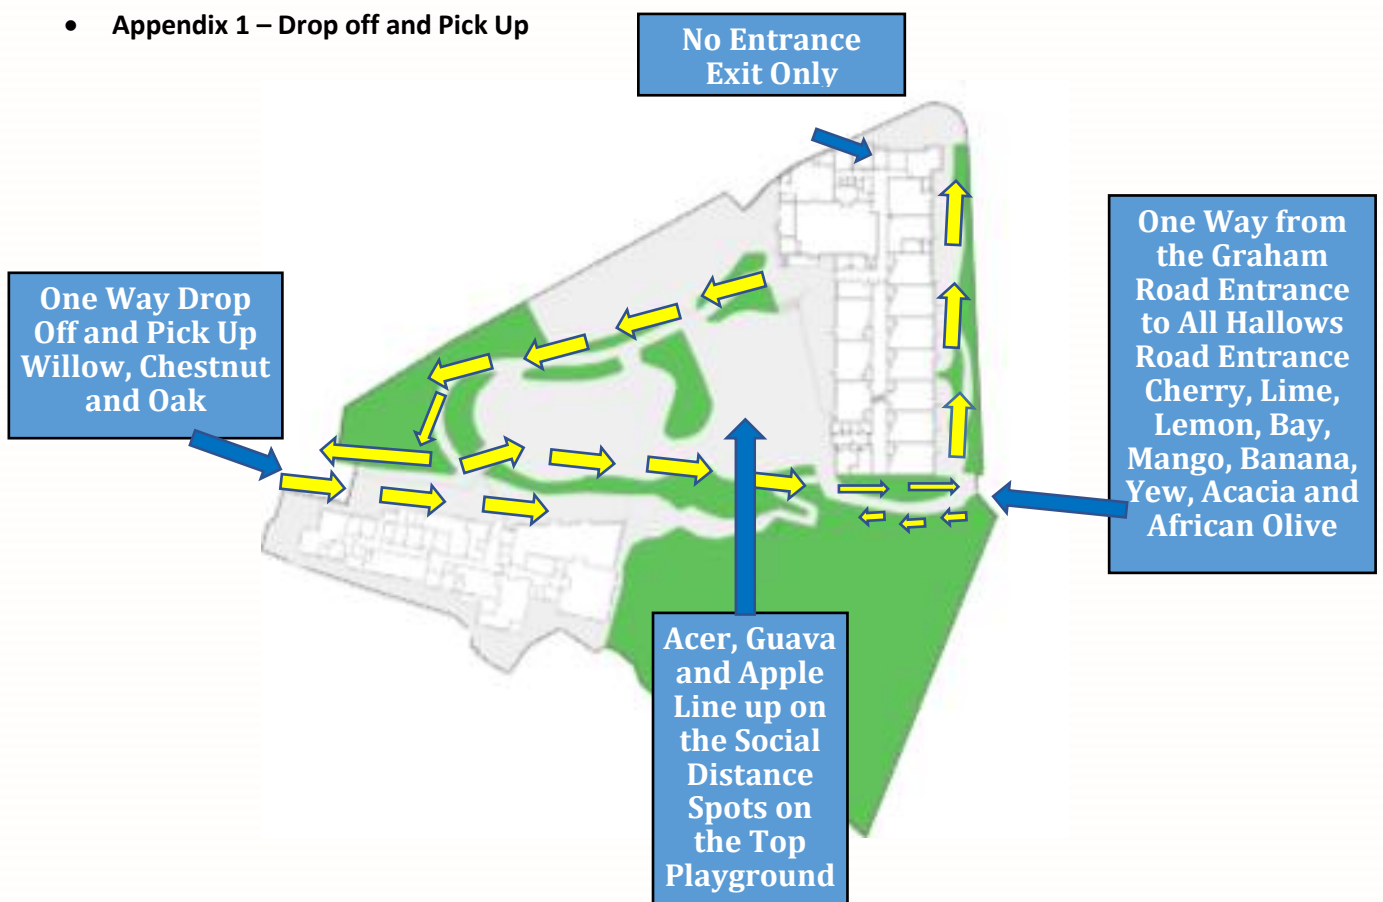 • Appendix 1 – Drop off and Pick Up
No Entrance
Exit Only
One Way from
the Graham
Road Entrance
to All Hallows
Road Entrance
Cherry, Lime,
Lemon, Bay,
Mango, Banana,
Yew, Acacia and
African Olive
One Way Drop
Off and Pick Up
Willow, Chestnut
and Oak
Acer, Guava
and Apple
Line up on
the Social
Distance
Spots on
the Top
Playground